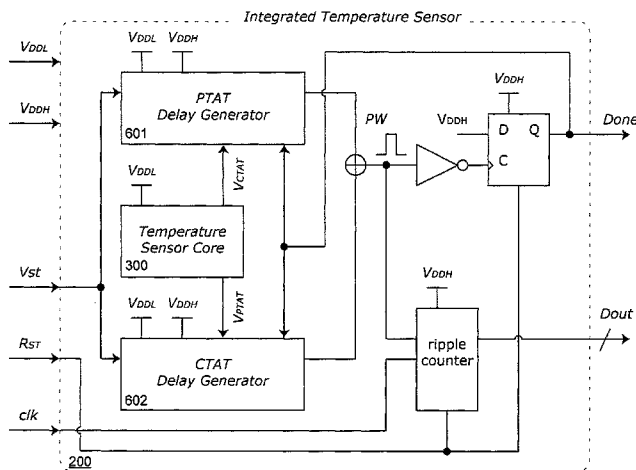 Integrated Temperature Sensor
VDDL
VDDH
Vst
RST
clk
VDDL VDDH
PTAT
Delay Generator
601
VCTAT
VDDL
Temperature
Sensor Core
300
VPTAT
VDDL VDDH
CTAT
Delay Generator
602
PW
VDDH
VDDH
D Q
C
Done
VDDH
ripple
counter
Dout
200